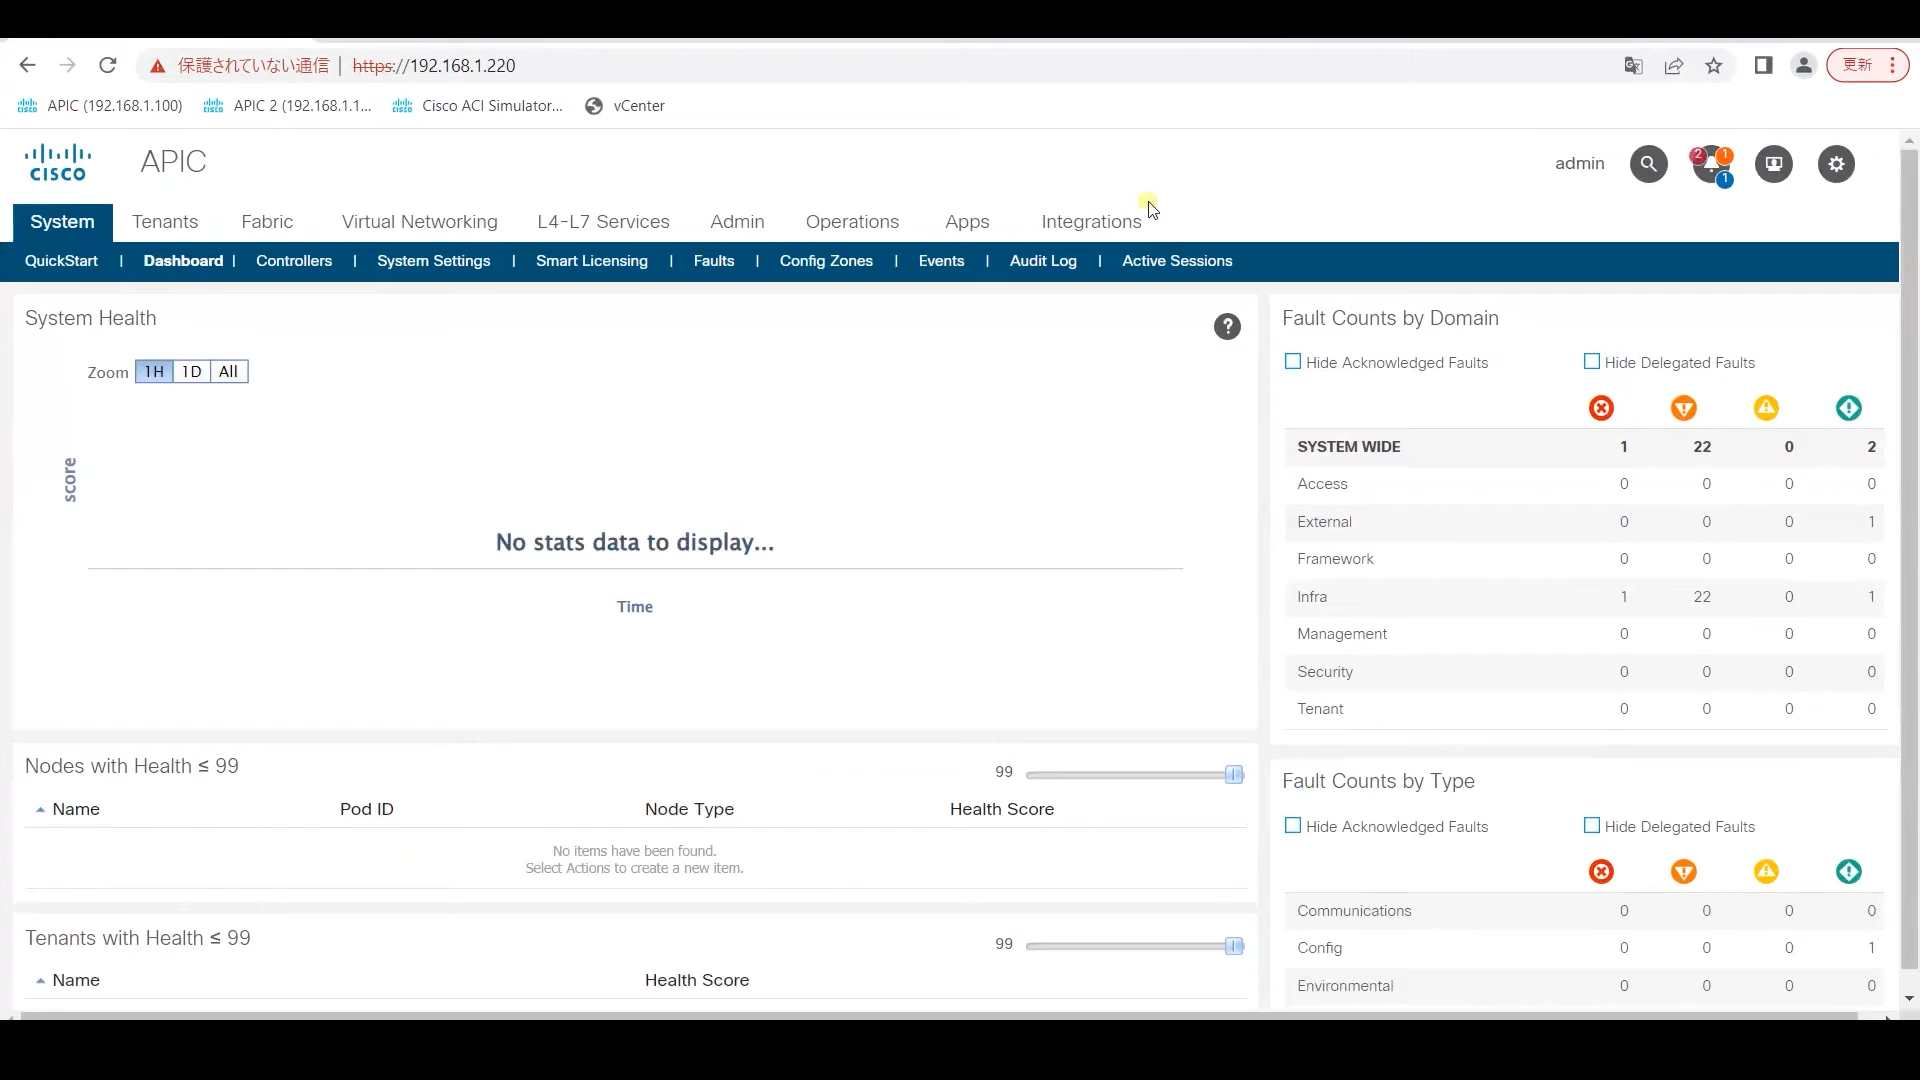 保護されていない通信 | https://192.168.1.220
更新
APIC (192.168.1.100) APIC 2 (192.168.1.1... Cisco ACI Simulator... vCenter
CISCO APIC
admin 2 1 1
System Tenants Fabric Virtual Networking L4-L7 Services Admin Operations Apps Integrations
QuickStart | Dashboard | Controllers | System Settings | Smart Licensing | Faults | Config Zones | Events | Audit Log | Active Sessions
System Health
?
Zoom 1H 1D All
score
No stats data to display...
Time
Nodes with Health ≤ 99
99
Name Pod ID Node Type Health Score
No items have been found.
Select Actions to create a new item.
Tenants with Health ≤ 99
99
Name Health Score
Fault Counts by Domain
Hide Acknowledged Faults Hide Delegated Faults
SYSTEM WIDE 1 22 0 2
Access 0 0 0 0
External 0 0 0 1
Framework 0 0 0 0
Infra 1 22 0 1
Management 0 0 0 0
Security 0 0 0 0
Tenant 0 0 0 0
Fault Counts by Type
Hide Acknowledged Faults Hide Delegated Faults
Communications 0 0 0 0
Config 0 0 0 1
Environmental 0 0 0 0